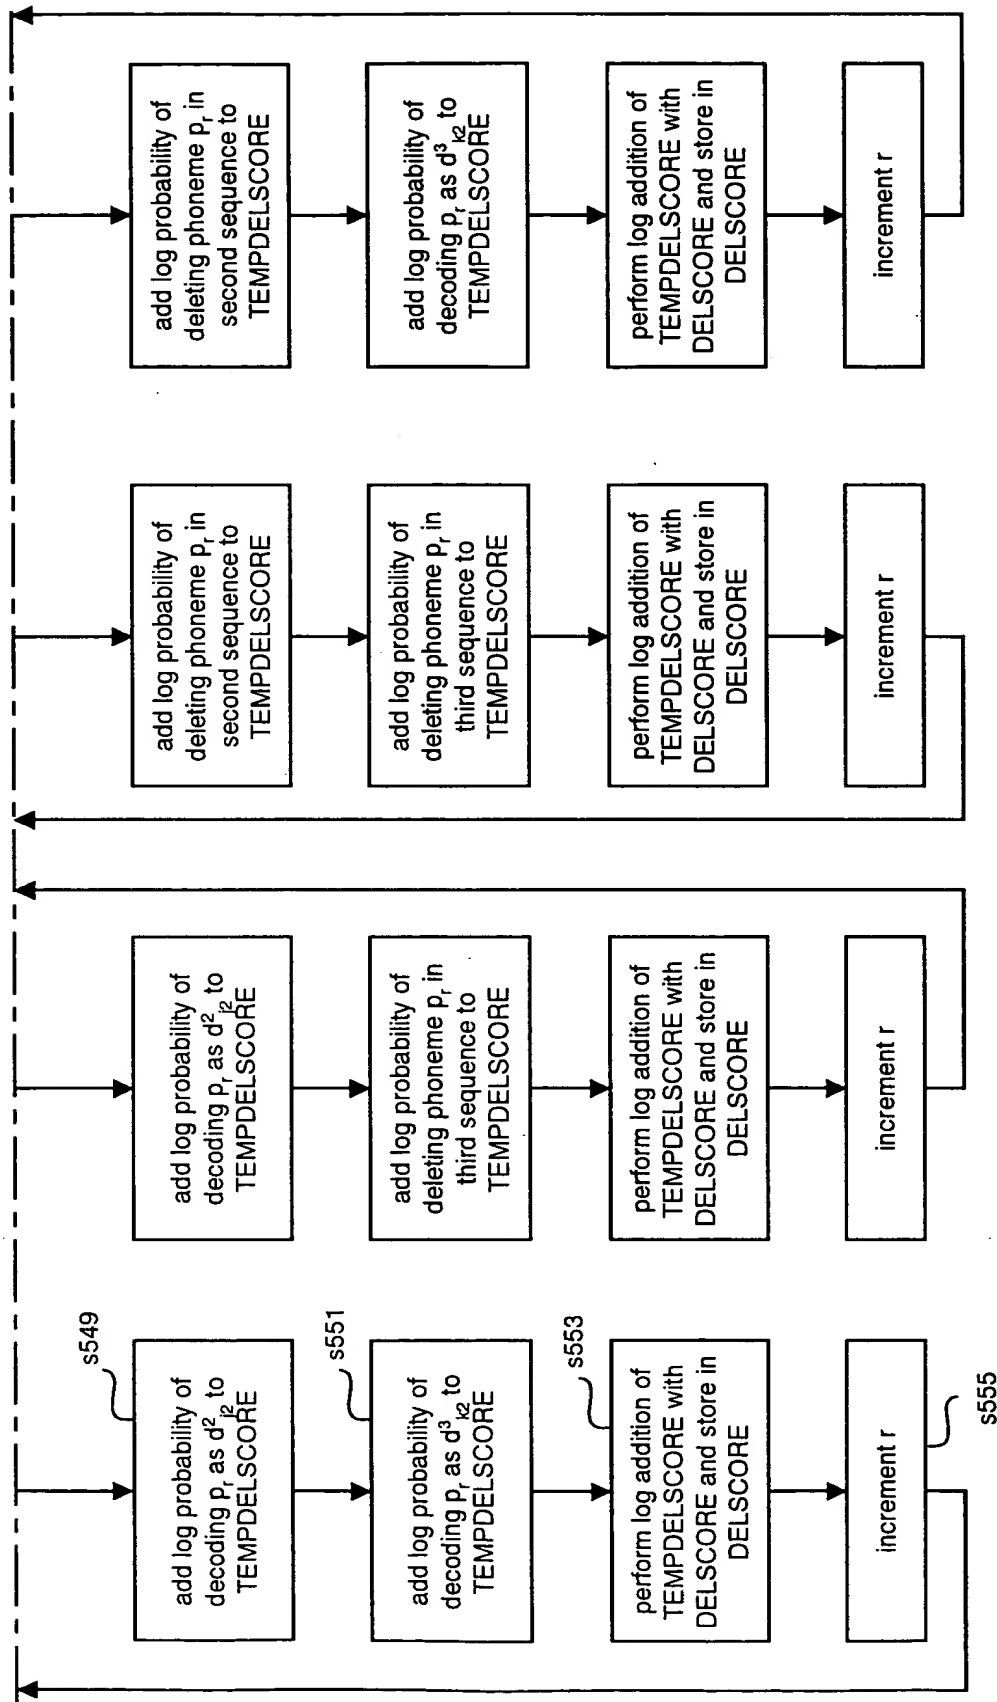 add log probability of
decoding pᵣ as d²ⱼ₂ to
TEMPDELSCORE
s549
add log probability of
decoding pᵣ as d³ₖ₂ to
TEMPDELSCORE
s551
perform log addition of
TEMPDELSCORE with
DELSCORE and store in
DELSCORE
s553
increment r
s555
add log probability of
decoding pᵣ as d²ⱼ₂ to
TEMPDELSCORE
add log probability of
deleting phoneme pᵣ in
third sequence to
TEMPDELSCORE
perform log addition of
TEMPDELSCORE with
DELSCORE and store in
DELSCORE
increment r
add log probability of
deleting phoneme pᵣ in
second sequence to
TEMPDELSCORE
add log probability of
deleting phoneme pᵣ in
third sequence to
TEMPDELSCORE
perform log addition of
TEMPDELSCORE with
DELSCORE and store in
DELSCORE
increment r
add log probability of
deleting phoneme pᵣ in
second sequence to
TEMPDELSCORE
add log probability of
decoding pᵣ as d³ₖ₂ to
TEMPDELSCORE
perform log addition of
TEMPDELSCORE with
DELSCORE and store in
DELSCORE
increment r